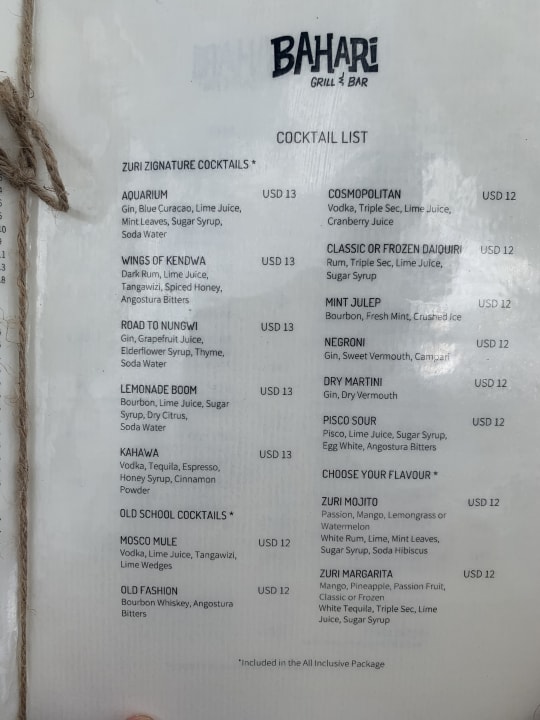 BAHARI
GRILL & BAR
COCKTAIL LIST
ZURI ZIGNATURE COCKTAILS *
AQUARIUM USD 13
Gin, Blue Curacao, Lime Juice,
Mint Leaves, Sugar Syrup,
Soda Water
WINGS OF KENDWA USD 13
Dark Rum, Lime Juice,
Tangawizi, Spiced Honey,
Angostura Bitters
ROAD TO NUNGWI USD 13
Gin, Grapefruit Juice,
Elderflower Syrup, Thyme,
Soda Water
LEMONADE BOOM USD 13
Bourbon, Lime Juice, Sugar
Syrup, Dry Citrus,
Soda Water
KAHAWA USD 13
Vodka, Tequila, Espresso,
Honey Syrup, Cinnamon
Powder
OLD SCHOOL COCKTAILS *
MOSCO MULE USD 12
Vodka, Lime Juice, Tangawizi,
Lime Wedges
OLD FASHION USD 12
Bourbon Whiskey, Angostura
Bitters
COSMOPOLITAN USD 12
Vodka, Triple Sec, Lime Juice,
Cranberry Juice
CLASSIC OR FROZEN DAIQUIRI USD 12
Rum, Triple Sec, Lime Juice,
Sugar Syrup
MINT JULEP USD 12
Bourbon, Fresh Mint, Crushed Ice
NEGRONI USD 12
Gin, Sweet Vermouth, Campari
DRY MARTINI USD 12
Gin, Dry Vermouth
PISCO SOUR USD 12
Pisco, Lime Juice, Sugar Syrup,
Egg White, Angostura Bitters
CHOOSE YOUR FLAVOUR *
ZURI MOJITO USD 12
Passion, Mango, Lemongrass or
Watermelon
White Rum, Lime, Mint Leaves,
Sugar Syrup, Soda Hibiscus
ZURI MARGARITA USD 12
Mango, Pineapple, Passion Fruit,
Classic or Frozen
White Tequila, Triple Sec, Lime
Juice, Sugar Syrup
*Included in the All Inclusive Package